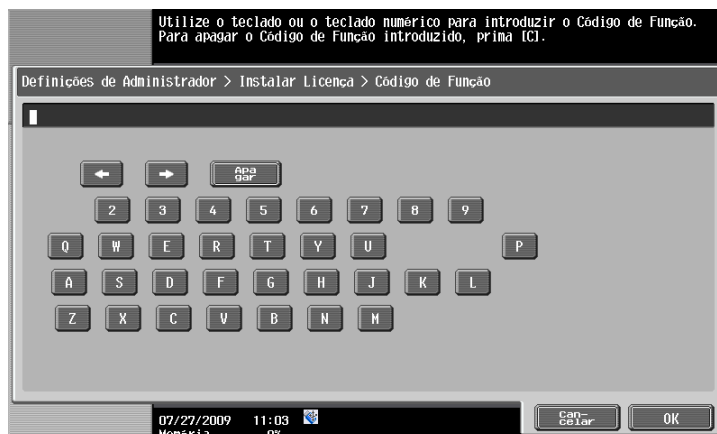 Utilize o teclado ou o teclado numérico para introduzir o Código de Função.
Para apagar o Código de Função introduzido, prima [C].
Definições de Administrador > Instalar Licença > Código de Função
Apa
gar
2 3 4 5 6 7 8 9
Q W E R T Y U P
A S D F G H J K L
Z X C V B N M
Can-
celar
OK
07/27/2009 11:03
Memória 0%